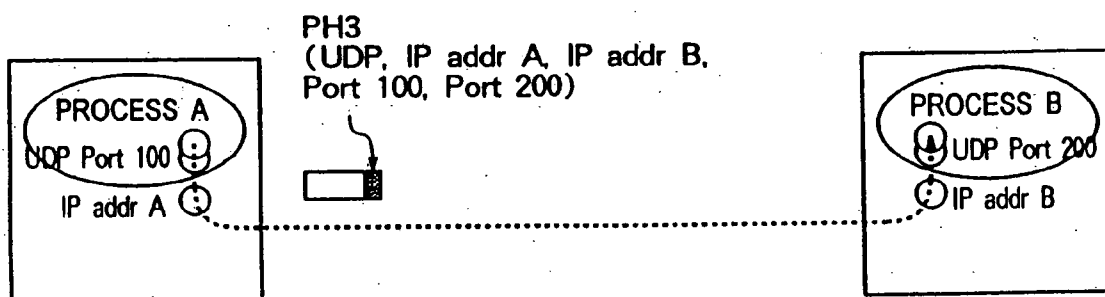 PH3
(UDP, IP addr A, IP addr B,
Port 100, Port 200)
PROCESS A
UDP Port 100
IP addr A
PROCESS B
UDP Port 200
IP addr B